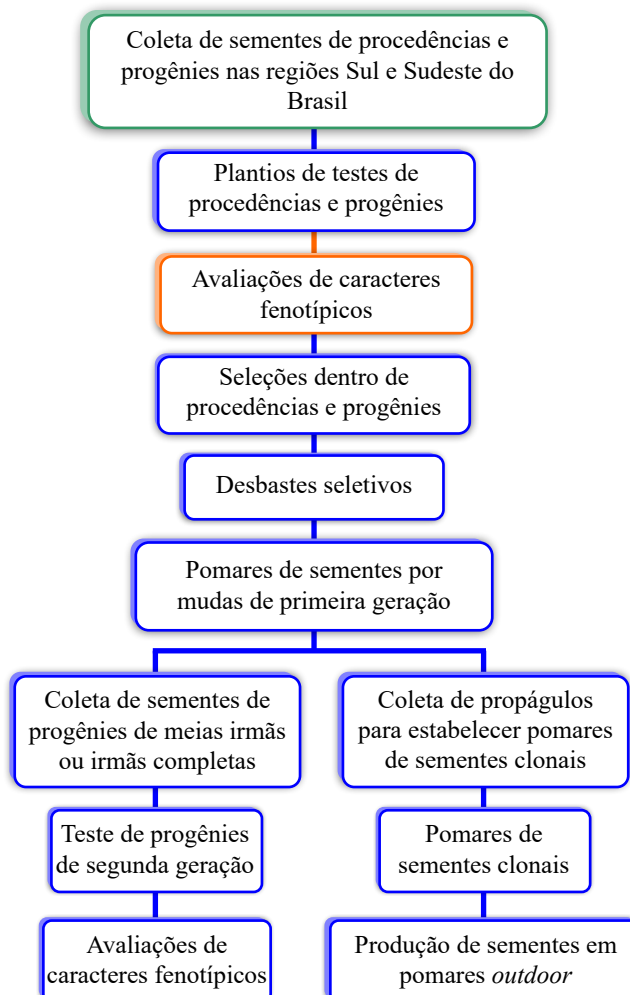 Coleta de sementes de procedências e
progênies nas regiões Sul e Sudeste do
Brasil
Plantios de testes de
procedências e progênies
Avaliações de caracteres
fenotípicos
Seleções dentro de
procedências e progênies
Desbastes seletivos
Pomares de sementes por
mudas de primeira geração
Coleta de sementes de
progênies de meias irmãs
ou irmãs completas
Coleta de propágulos
para estabelecer pomares
de sementes clonais
Teste de progênies
de segunda geração
Pomares de
sementes clonais
Avaliações de
caracteres fenotípicos
Produção de sementes em
pomares outdoor